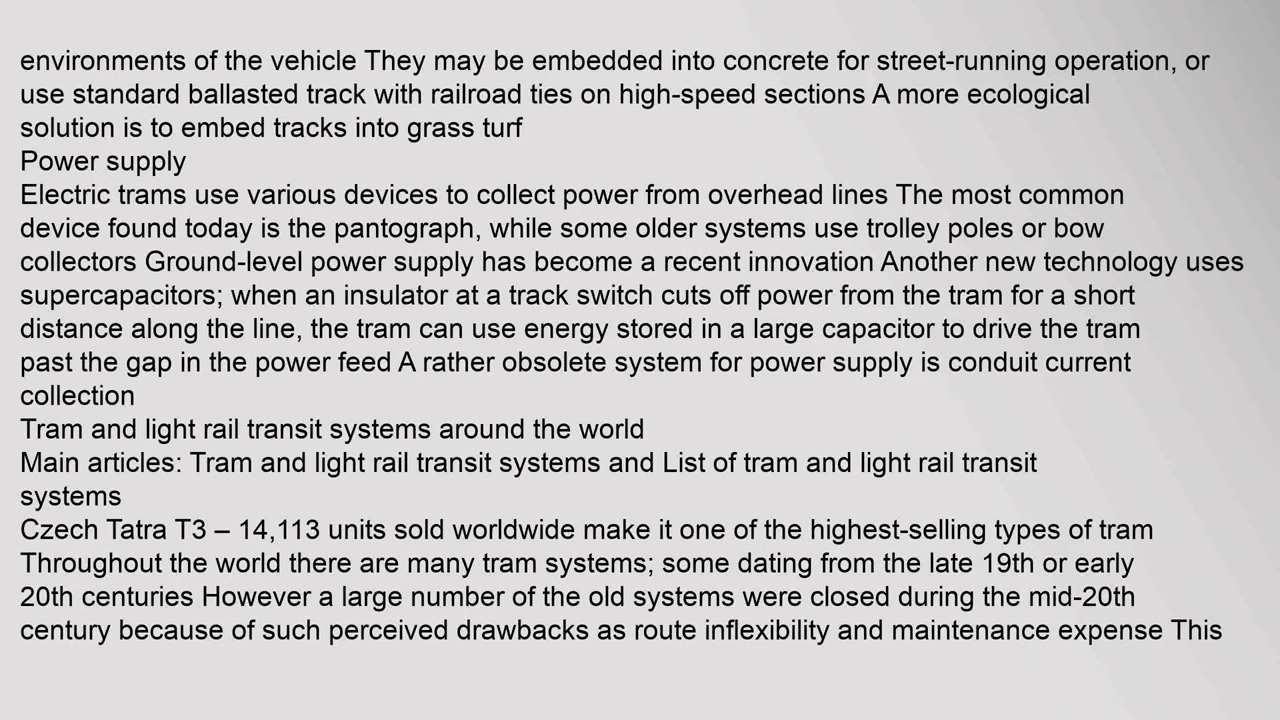 environments of the vehicle They may be embedded into concrete for street-running operation, or
use standard ballasted track with railroad ties on high-speed sections A more ecological
solution is to embed tracks into grass turf
Power supply
Electric trams use various devices to collect power from overhead lines The most common
device found today is the pantograph, while some older systems use trolley poles or bow
collectors Ground-level power supply has become a recent innovation Another new technology uses
supercapacitors; when an insulator at a track switch cuts off power from the tram for a short
distance along the line, the tram can use energy stored in a large capacitor to drive the tram
past the gap in the power feed A rather obsolete system for power supply is conduit current
collection
Tram and light rail transit systems around the world
Main articles: Tram and light rail transit systems and List of tram and light rail transit
systems
Czech Tatra T3 – 14,113 units sold worldwide make it one of the highest-selling types of tram
Throughout the world there are many tram systems; some dating from the late 19th or early
20th centuries However a large number of the old systems were closed during the mid-20th
century because of such perceived drawbacks as route inflexibility and maintenance expense This